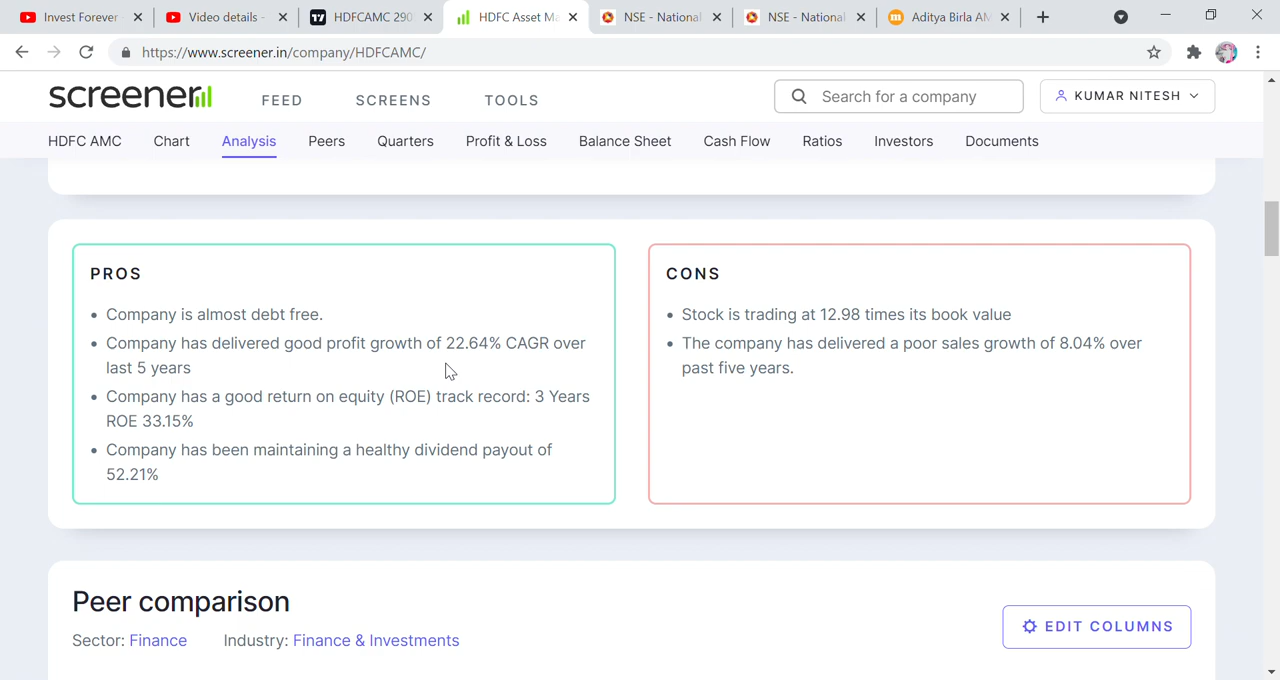 Invest Forever
Video details -
HDFCAMC 290
HDFC Asset Ma
NSE - National
NSE - National
Aditya Birla AM
https://www.screener.in/company/HDFCAMC/
screener
FEED
SCREENS
TOOLS
Search for a company
KUMAR NITESH
HDFC AMC
Chart
Analysis
Peers
Quarters
Profit & Loss
Balance Sheet
Cash Flow
Ratios
Investors
Documents
PROS
• Company is almost debt free.
• Company has delivered good profit growth of 22.64% CAGR over
last 5 years
• Company has a good return on equity (ROE) track record: 3 Years
ROE 33.15%
• Company has been maintaining a healthy dividend payout of
52.21%
CONS
• Stock is trading at 12.98 times its book value
• The company has delivered a poor sales growth of 8.04% over
past five years.
Peer comparison
Sector: Finance
Industry: Finance & Investments
EDIT COLUMNS